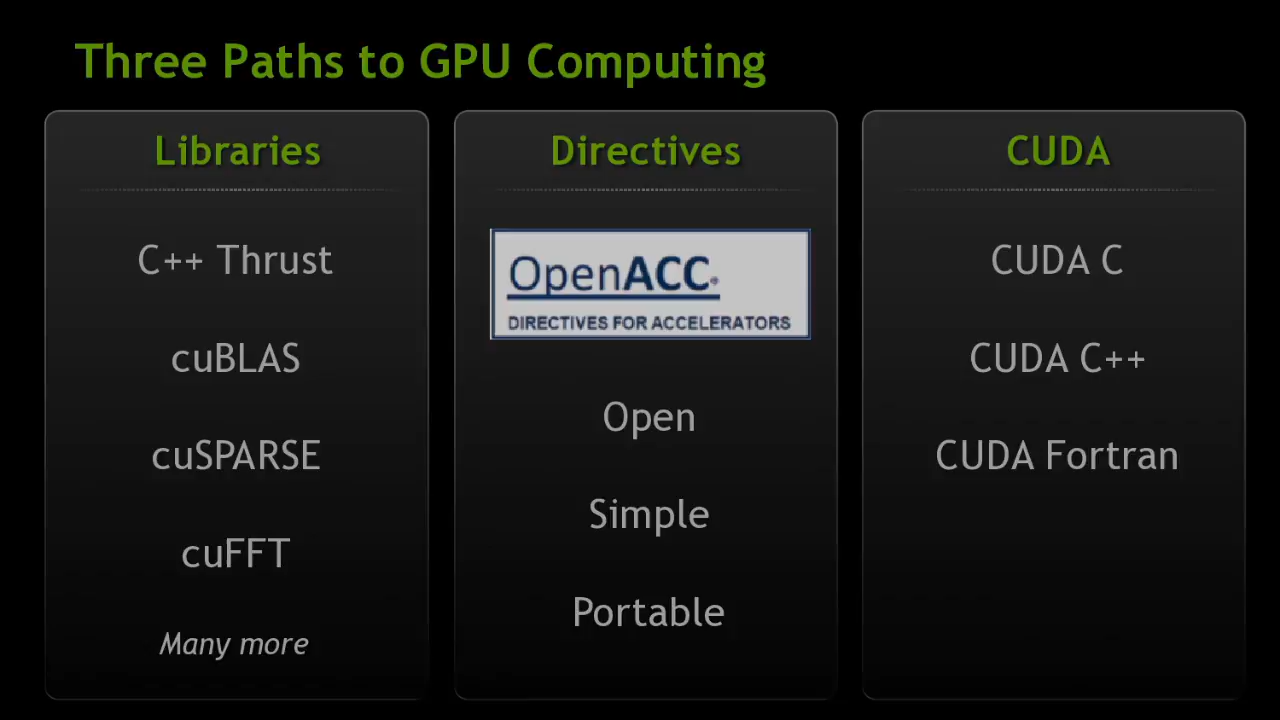 Three Paths to GPU Computing
Libraries
C++ Thrust
cuBLAS
cuSPARSE
cuFFT
Many more
Directives
OpenACC
DIRECTIVES FOR ACCELERATORS
Open
Simple
Portable
CUDA
CUDA C
CUDA C++
CUDA Fortran